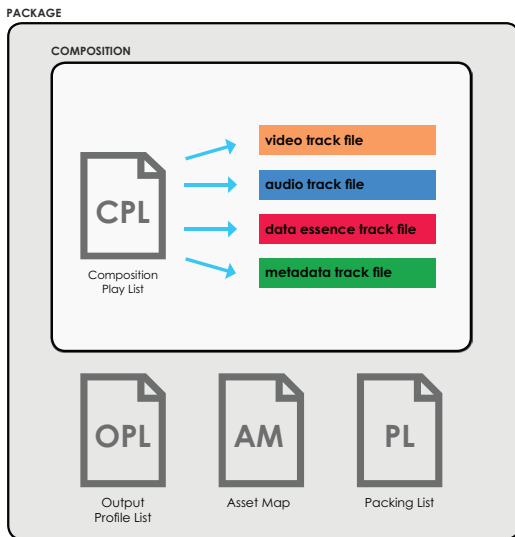 PACKAGE
COMPOSITION
CPL
Composition
Play List
video track file
audio track file
data essence track file
metadata track file
OPL
Output
Profile List
AM
Asset Map
PL
Packing List